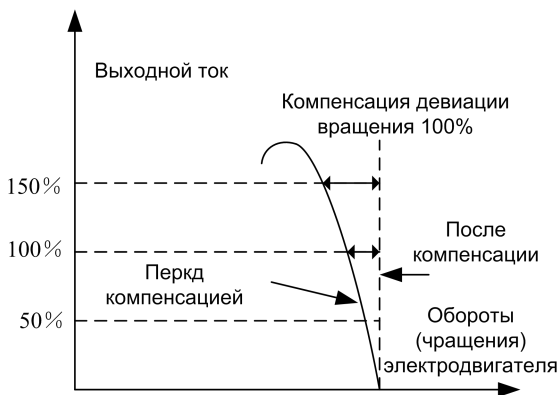 Выходной ток
Компенсация девиации
вращения 100%
150%
100%
50%
После
компенсации
Перкд
компенсацией
Обороты
(чращения)
электродвигателя